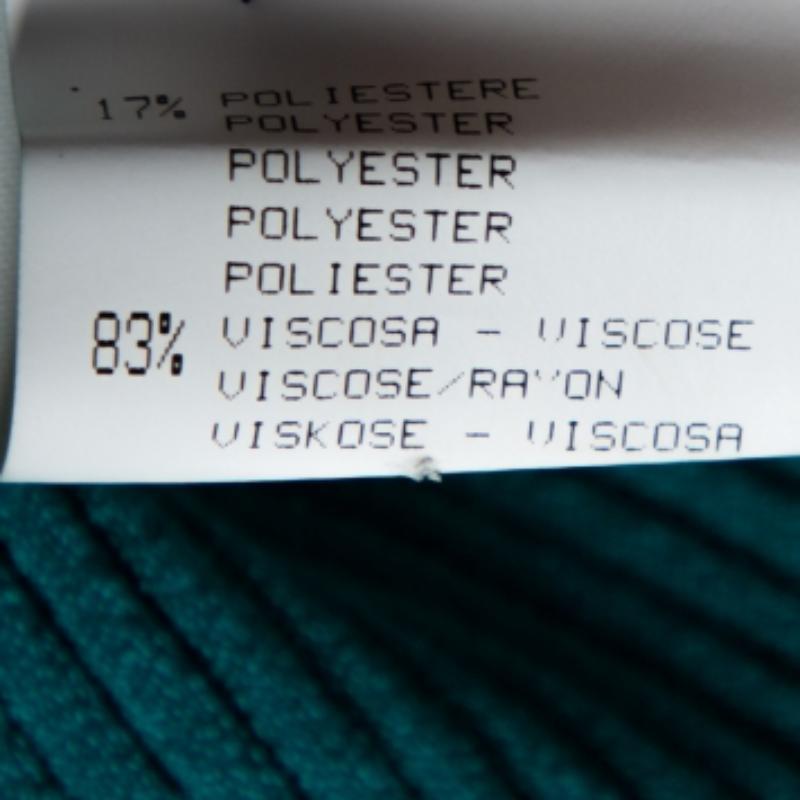 17% POLIESTERE
POLYESTER
POLYESTER
POLYESTER
POLIESTER
83% VISCOSA - VISCOSE
VISCOSE/RAYON
VISKOSE - VISCOSA